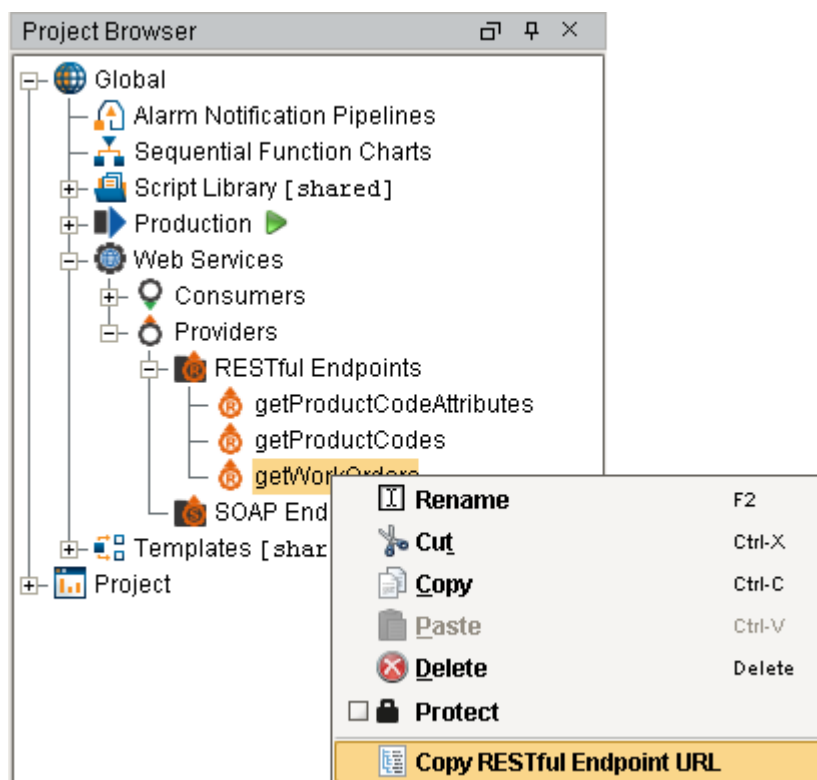 Project Browser
Global
Alarm Notification Pipelines
Sequential Function Charts
Script Library [shared]
Production
Web Services
Consumers
Providers
RESTful Endpoints
getProductCodeAttributes
getProductCodes
getWorkOrders
SOAP End
Templates [shar
Project
Rename F2
Cut Ctrl-X
Copy Ctrl-C
Paste Ctrl-V
Delete Delete
Protect
Copy RESTful Endpoint URL